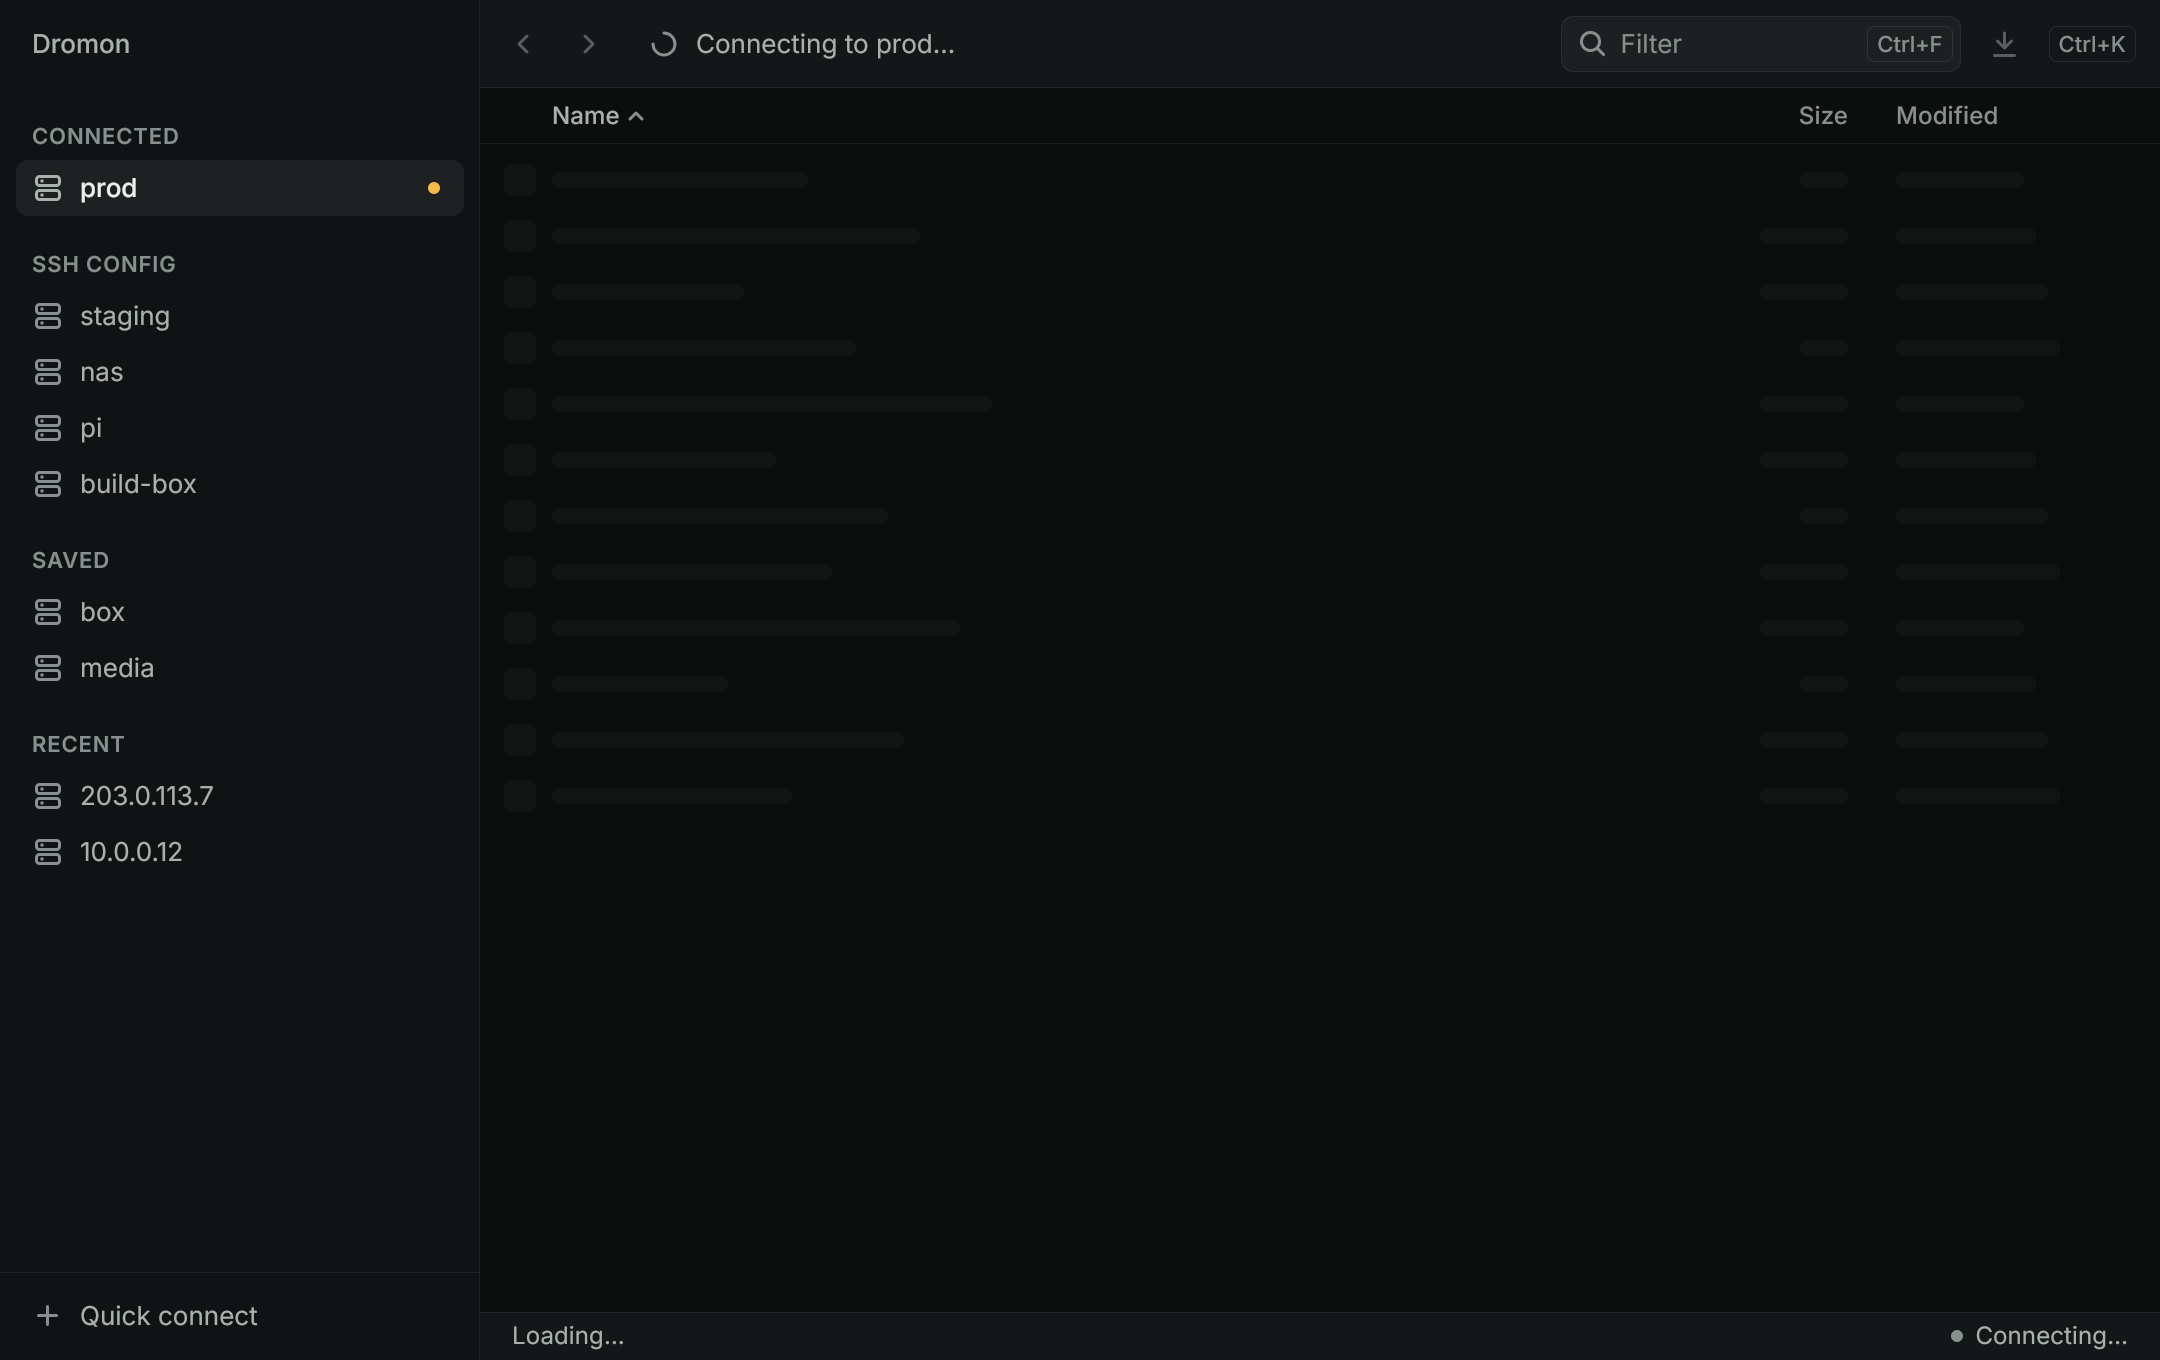 Dromon
CONNECTED
prod
SSH CONFIG
staging
nas
pi
build-box
SAVED
box
media
RECENT
203.0.113.7
10.0.0.12
Quick connect
Connecting to prod...
Filter
Ctrl+F
Ctrl+K
Name
Size
Modified
Loading...
Connecting...